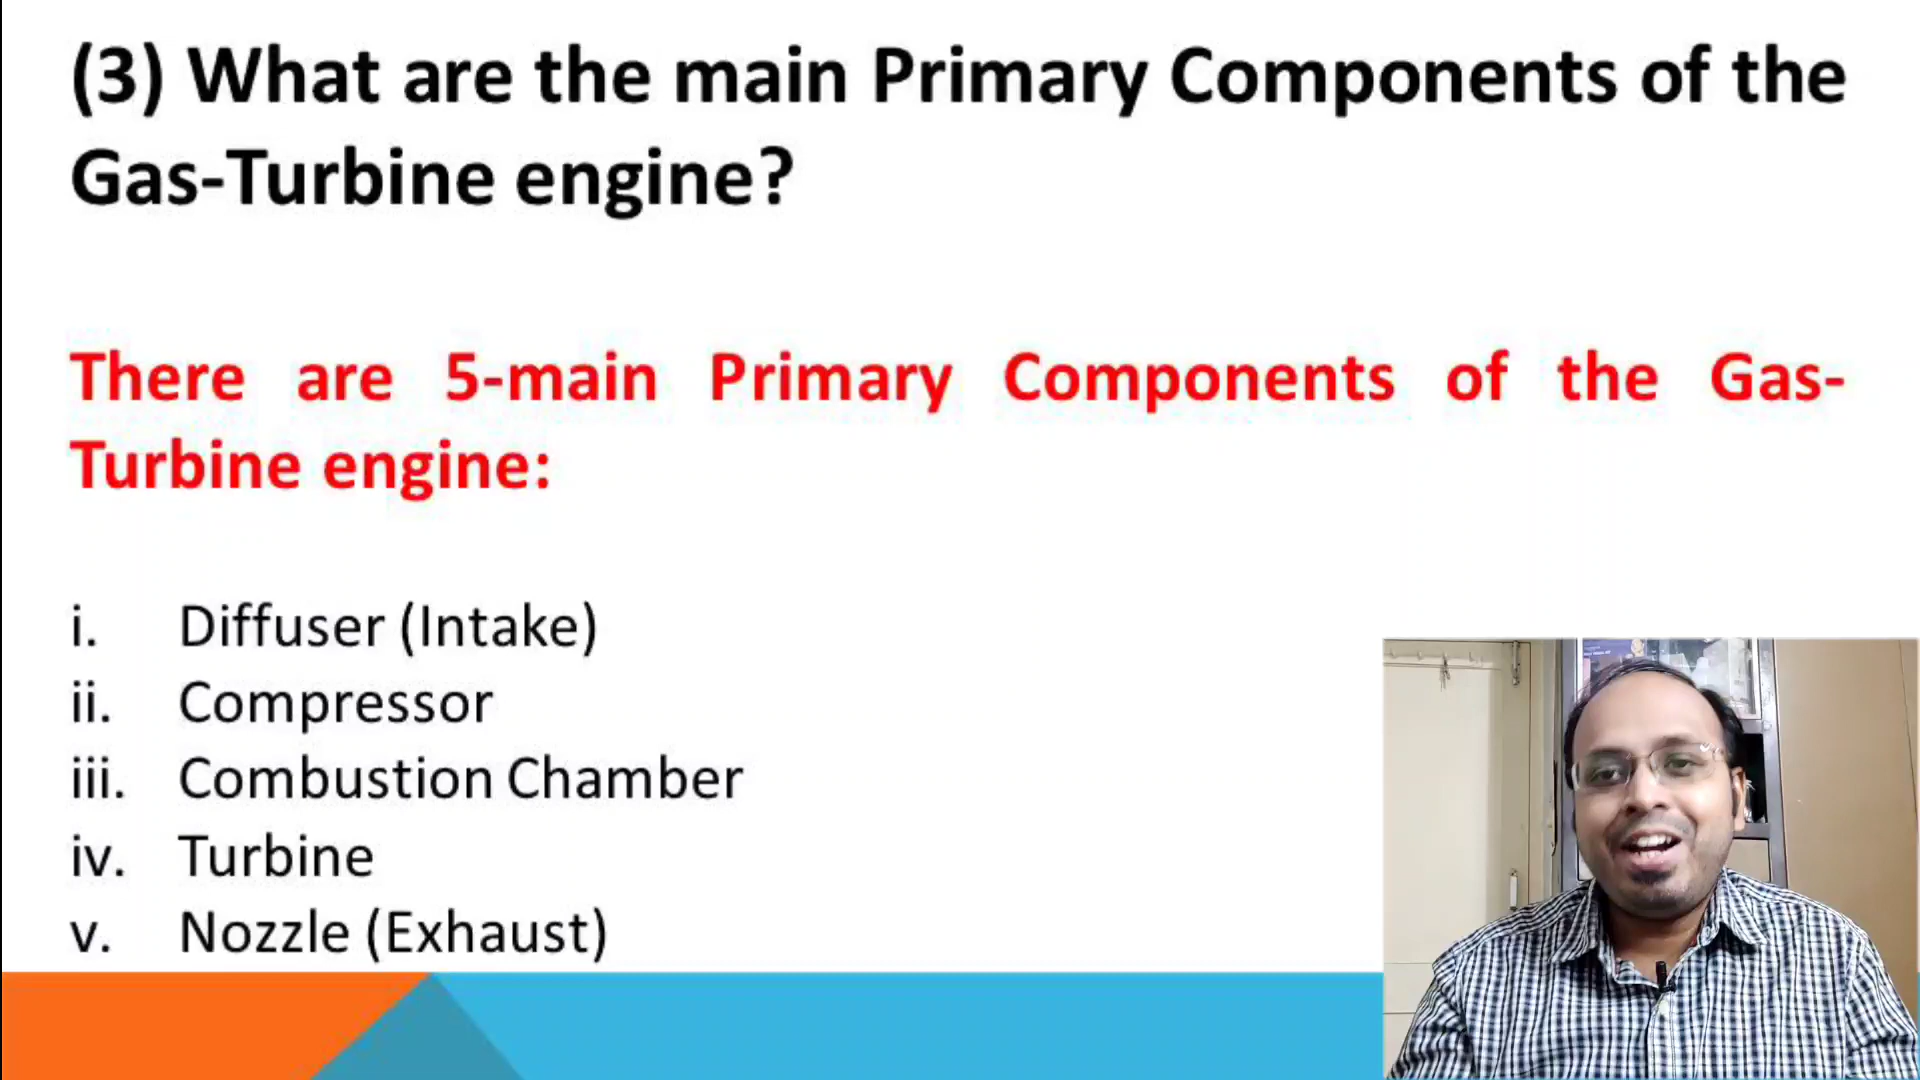 (3) What are the main Primary Components of the
Gas-Turbine engine?
There are 5-main Primary Components of the Gas-
Turbine engine:
i. Diffuser (Intake)
ii. Compressor
iii. Combustion Chamber
iv. Turbine
v. Nozzle (Exhaust)